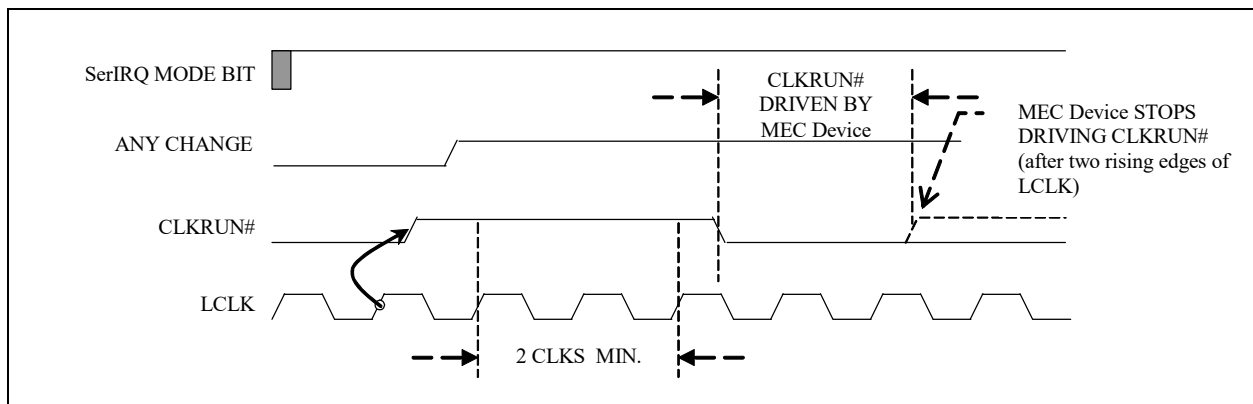 SerIRQ MODE BIT
CLKRUN#
DRIVEN BY
MEC Device
ANY CHANGE
MEC Device STOPS
DRIVING CLKRUN#
(after two rising edges of
LCLK)
CLKRUN#
LCLK
2 CLKS MIN.